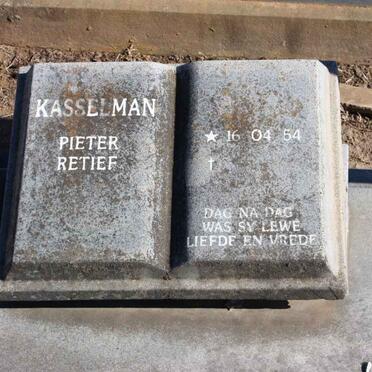 KASSELMAN
PIETER
RETIEF
★ 16 04 54
†
DAG NA DAG
WAS SY LEWE
LIEFDE EN VREDE